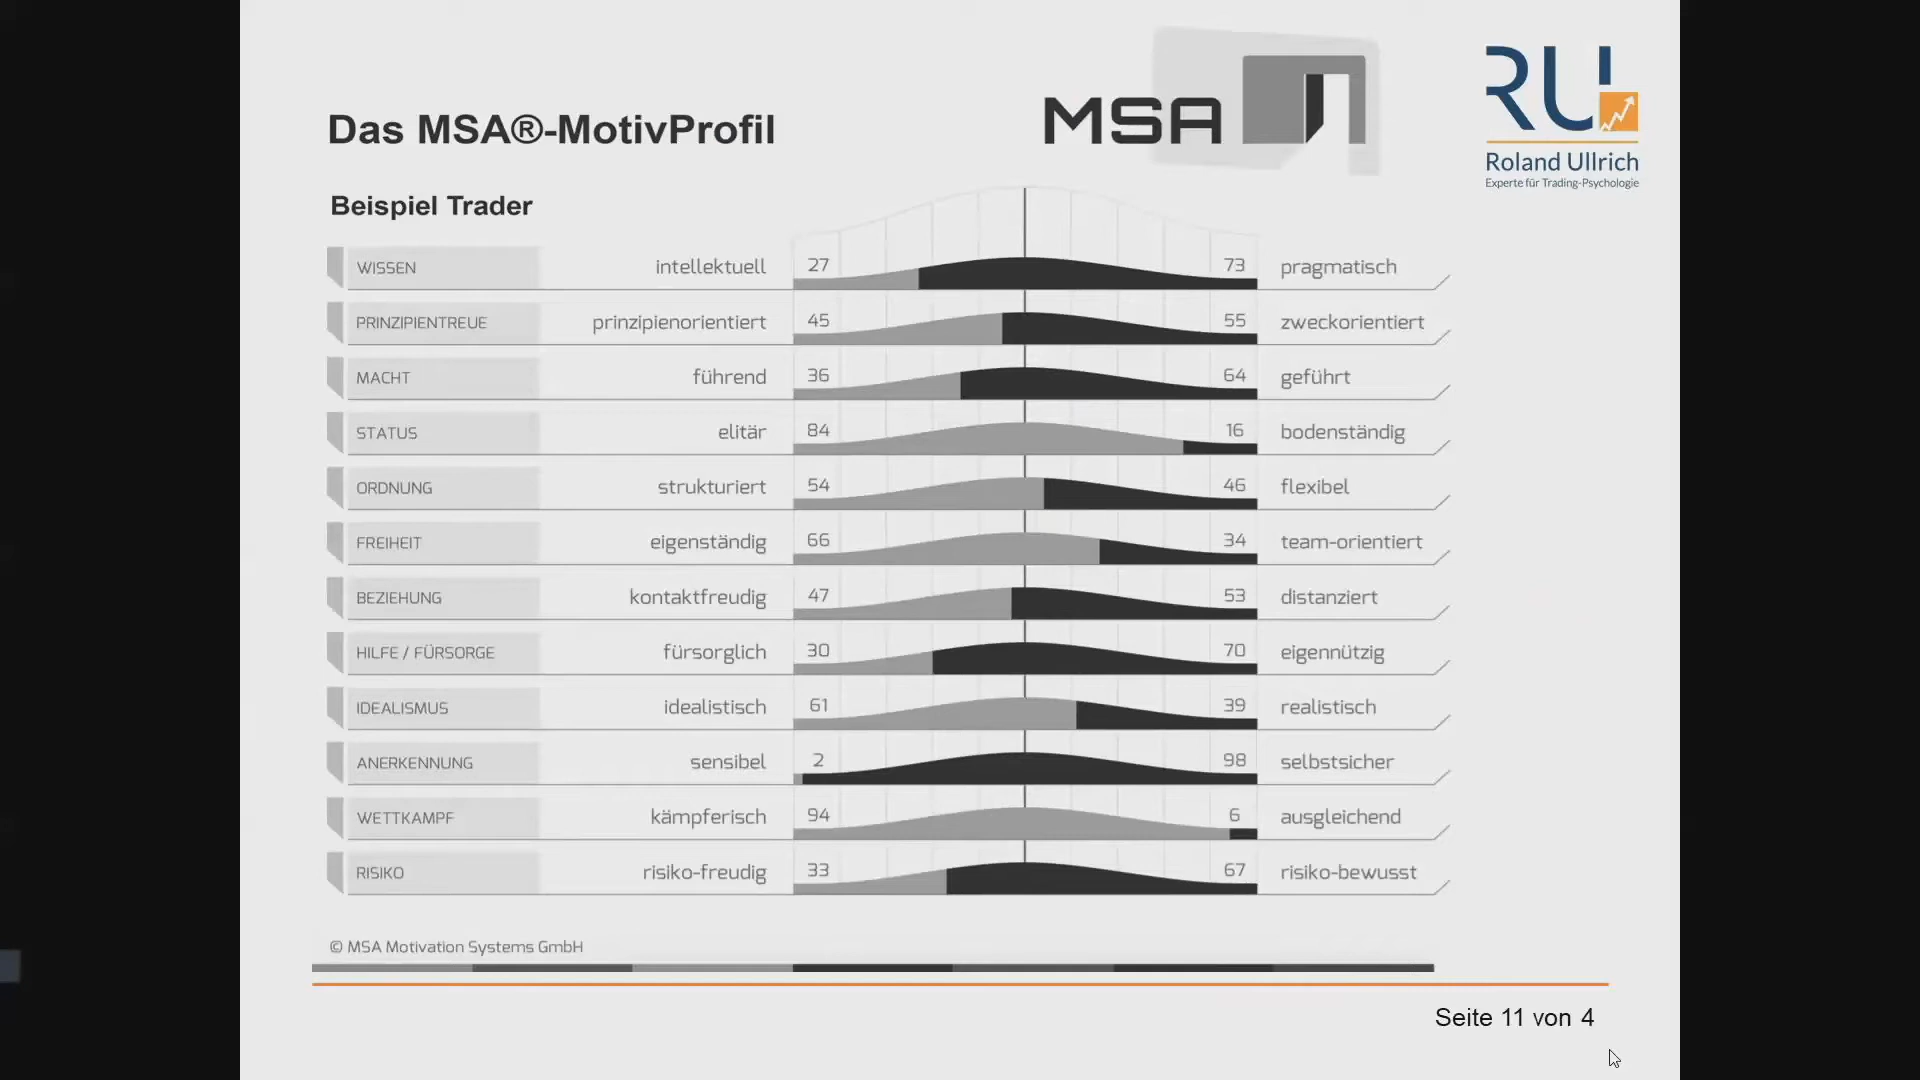 MSA
RU
Roland Ullrich
Experte für Trading-Psychologie
Das MSA®-MotivProfil
Beispiel Trader
WISSEN intellektuell 27 73 pragmatisch
PRINZIPIENTREUE prinzipienorientiert 45 55 zweckorientiert
MACHT führend 36 64 geführt
STATUS elitär 84 16 bodenständig
ORDNUNG strukturiert 54 46 flexibel
FREIHEIT eigenständig 66 34 team-orientiert
BEZIEHUNG kontaktfreudig 47 53 distanziert
HILFE / FÜRSORGE fürsorglich 30 70 eigennützig
IDEALISMUS idealistisch 61 39 realistisch
ANERKENNUNG sensibel 2 98 selbstsicher
WETTKAMPF kämpferisch 94 6 ausgleichend
RISIKO risiko-freudig 33 67 risiko-bewusst
© MSA Motivation Systems GmbH
Seite 11 von 4